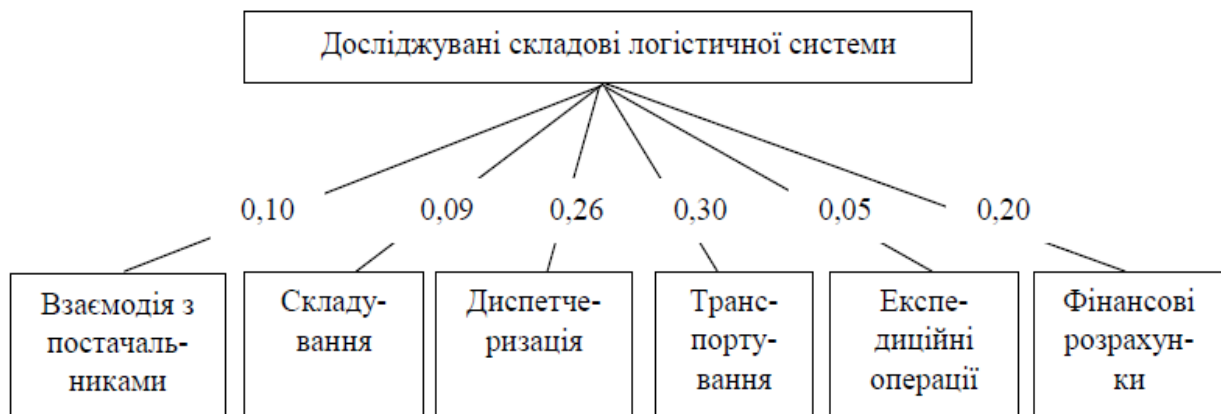 Досліджувані складові логістичної системи
0,10 0,09 0,26 0,30 0,05 0,20
Взаємодія з
постачаль-
никами
Складу-
вання
Диспетче-
ризація
Транс-
порту-
вання
Експе-
диційні
операції
Фінансові
розрахун-
ки